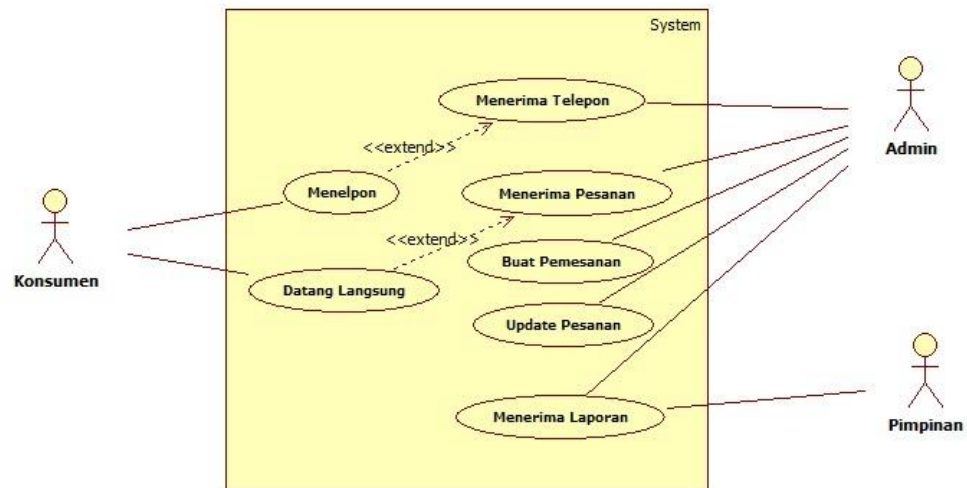 System
Menerima Telepon
<<extend>>
Admin
Menelpon
Menerima Pesanan
<<extend>>
Buat Pemesanan
Konsumen
Datang Langsung
Update Pesanan
Menerima Laporan
Pimpinan